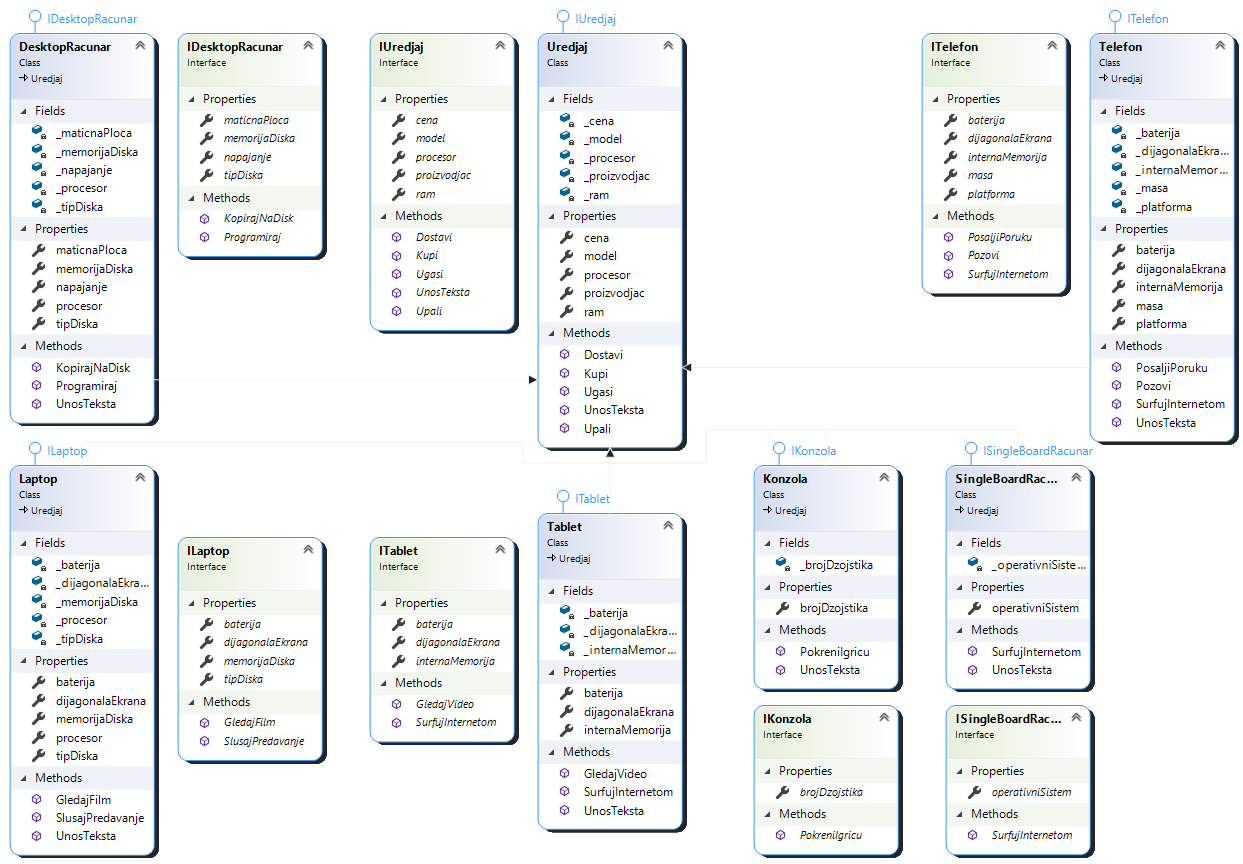 IDesktopRacunar
DesktopRacunar
Class
Uredjaj
Fields
_maticnaPloca
_memorijaDiska
_napajanje
_procesor
_tipDiska
Properties
maticnaPloca
memorijaDiska
napajanje
procesor
tipDiska
Methods
KopirajNaDisk
Programiraj
UnosTeksta
IDesktopRacunar
Interface
Properties
maticnaPloca
memorijaDiska
napajanje
tipDiska
Methods
KopirajNaDisk
Programiraj
IUredjaj
Interface
Properties
cena
model
procesor
proizvodjac
ram
Methods
Dostavi
Kupi
Ugasi
UnosTeksta
Upali
IUredjaj
Uredjaj
Class
Fields
_cena
_model
_procesor
_proizvodjac
_ram
Properties
cena
model
procesor
proizvodjac
ram
Methods
Dostavi
Kupi
Ugasi
UnosTeksta
Upali
ITelefon
Interface
Properties
baterija
dijagonalaEkrana
internaMemorija
masa
platforma
Methods
PosaljiPoruku
Pozovi
SurfujInternetom
ITelefon
Telefon
Class
Uredjaj
Fields
_baterija
_dijagonalaEkra...
_internaMemor...
_masa
_platforma
Properties
baterija
dijagonalaEkrana
internaMemorija
masa
platforma
Methods
PosaljiPoruku
Pozovi
SurfujInternetom
UnosTeksta
ILaptop
Laptop
Class
Uredjaj
Fields
_baterija
_dijagonalaEkra...
_memorijaDiska
_procesor
_tipDiska
Properties
baterija
dijagonalaEkrana
memorijaDiska
procesor
tipDiska
Methods
GledajFilm
SlusajPredavanje
UnosTeksta
ILaptop
Interface
Properties
baterija
dijagonalaEkrana
memorijaDiska
tipDiska
Methods
GledajFilm
SlusajPredavanje
ITablet
Interface
Properties
baterija
dijagonalaEkrana
internaMemorija
Methods
GledajVideo
SurfujInternetom
ITablet
Tablet
Class
Uredjaj
Fields
_baterija
_dijagonalaEkra...
_internaMemor...
Properties
baterija
dijagonalaEkrana
internaMemorija
Methods
GledajVideo
SurfujInternetom
UnosTeksta
IKonzola
Konzola
Class
Uredjaj
Fields
_brojDzojstika
Properties
brojDzojstika
Methods
PokreniIgricu
UnosTeksta
ISingleBoardRacunar
SingleBoardRac...
Class
Uredjaj
Fields
_operativniSiste...
Properties
operativniSistem
Methods
SurfujInternetom
UnosTeksta
IKonzola
Interface
Properties
brojDzojstika
Methods
PokreniIgricu
ISingleBoardRac...
Interface
Properties
operativniSistem
Methods
SurfujInternetom